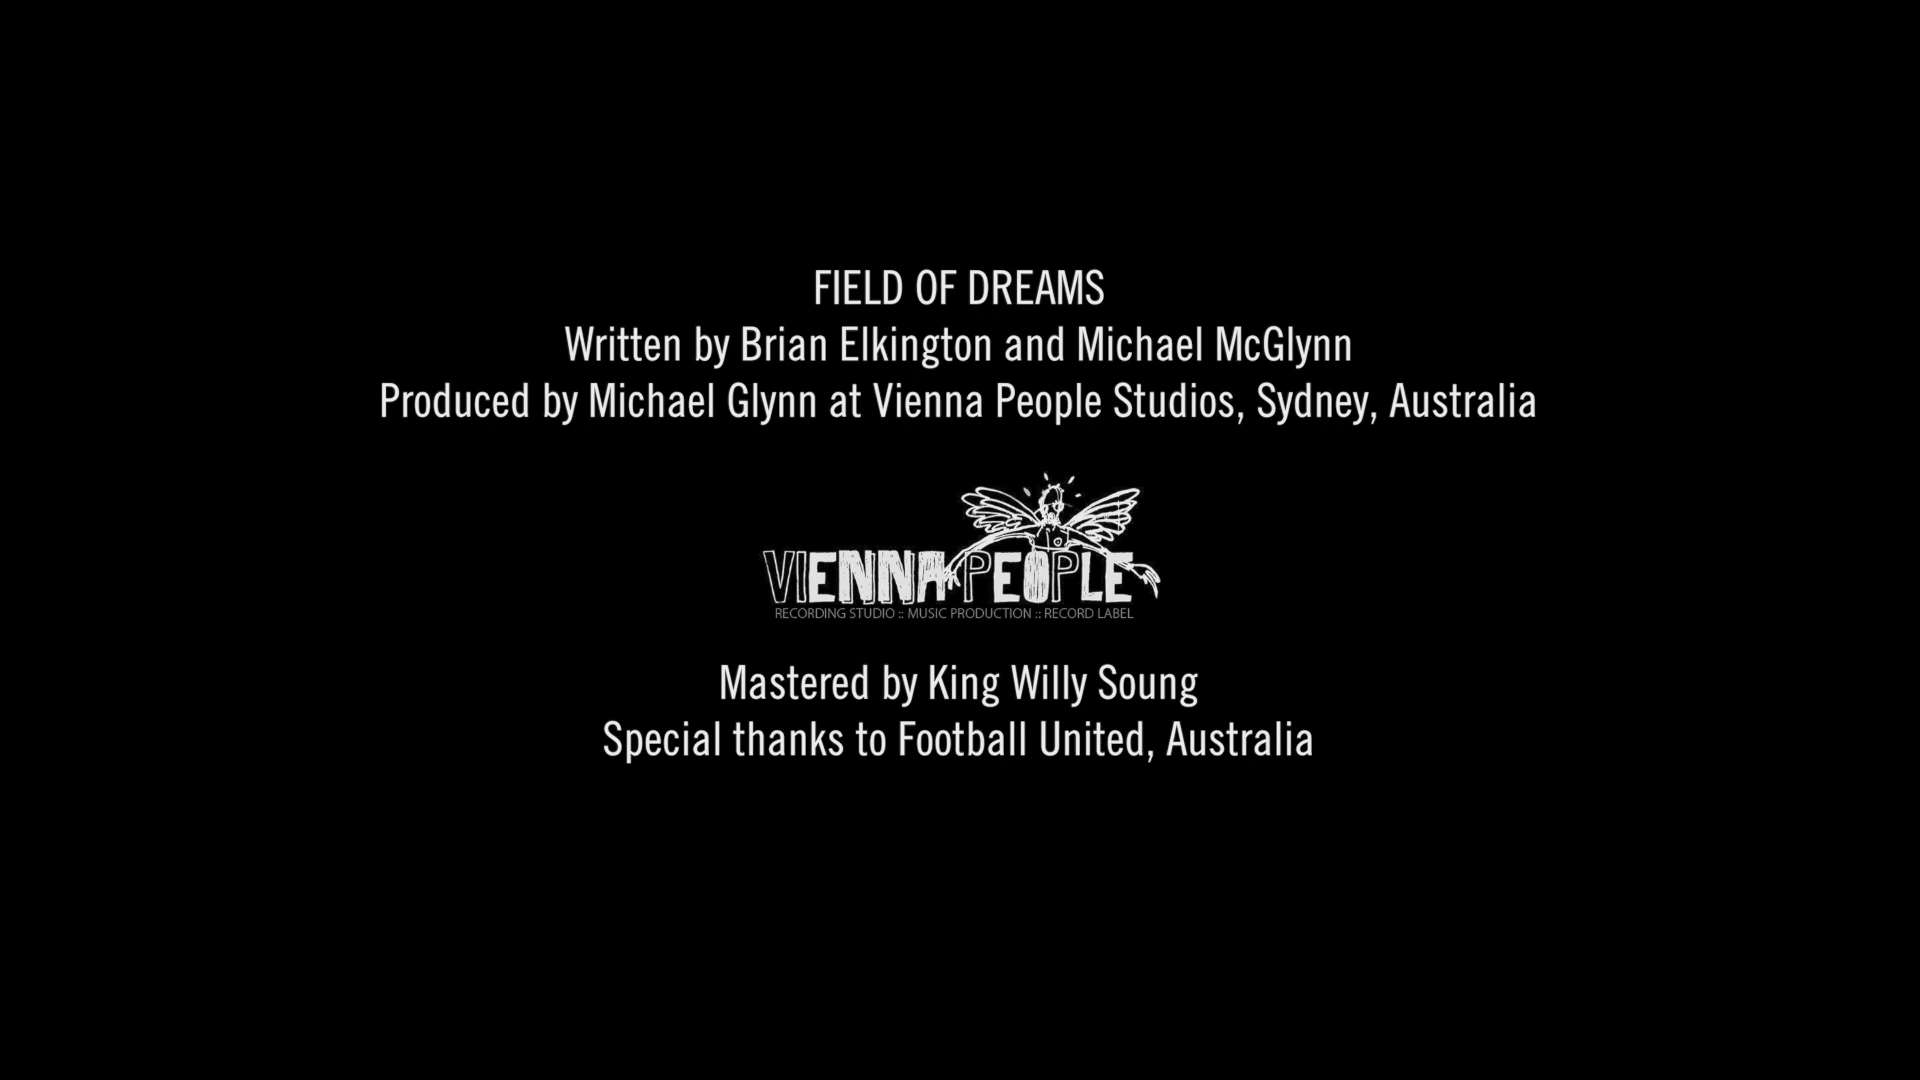 FIELD OF DREAMS
Written by Brian Elkington and Michael McGlynn
Produced by Michael Glynn at Vienna People Studios, Sydney, Australia
VIENNA PEOPLE
RECORDING STUDIO :: MUSIC PRODUCTION :: RECORD LABEL
Mastered by King Willy Soung
Special thanks to Football United, Australia